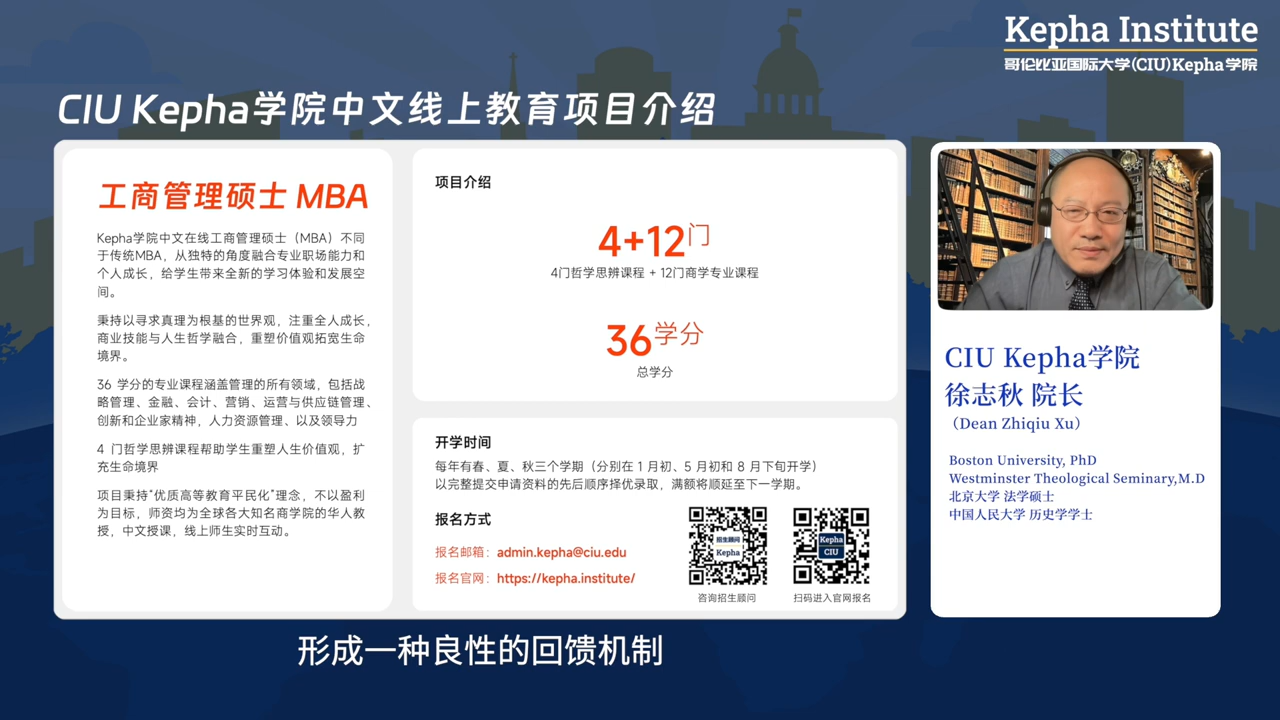 Kepha Institute
哥伦比亚国际大学(CIU)Kepha学院
CIU Kepha学院中文线上教育项目介绍
工商管理硕士 MBA
Kepha学院中文在线工商管理硕士（MBA）不同
于传统MBA，从独特的角度融合专业职场能力和
个人成长，给学生带来全新的学习体验和发展空
间。
秉持以寻求真理为根基的世界观，注重全人成长，
商业技能与人生哲学融合，重塑价值观拓宽生命
境界。
36 学分的专业课程涵盖管理的所有领域，包括战
略管理、金融、会计、营销、运营与供应链管理、
创新和企业家精神，人力资源管理、以及领导力
4 门哲学思辨课程帮助学生重塑人生价值观，扩
充生命境界
项目秉持“优质高等教育平民化”理念，不以盈利
为目标，师资均为全球各大知名商学院的华人教
授，中文授课，线上师生实时互动。
项目介绍
4+12门
4门哲学思辨课程 + 12门商学专业课程
36学分
总学分
开学时间
每年有春、夏、秋三个学期（分别在 1 月初、5 月初和 8 月下旬开学）
以完整提交申请资料的先后顺序择优录取，满额将顺延至下一学期。
报名方式
报名邮箱：admin.kepha@ciu.edu
报名官网：https://kepha.institute/
招生顾问
Kepha
咨询招生顾问
Kepha
CIU
扫码进入官网报名
CIU Kepha学院
徐志秋 院长
（Dean Zhiqiu Xu）
Boston University, PhD
Westminster Theological Seminary,M.D
北京大学 法学硕士
中国人民大学 历史学学士
形成一种良性的回馈机制